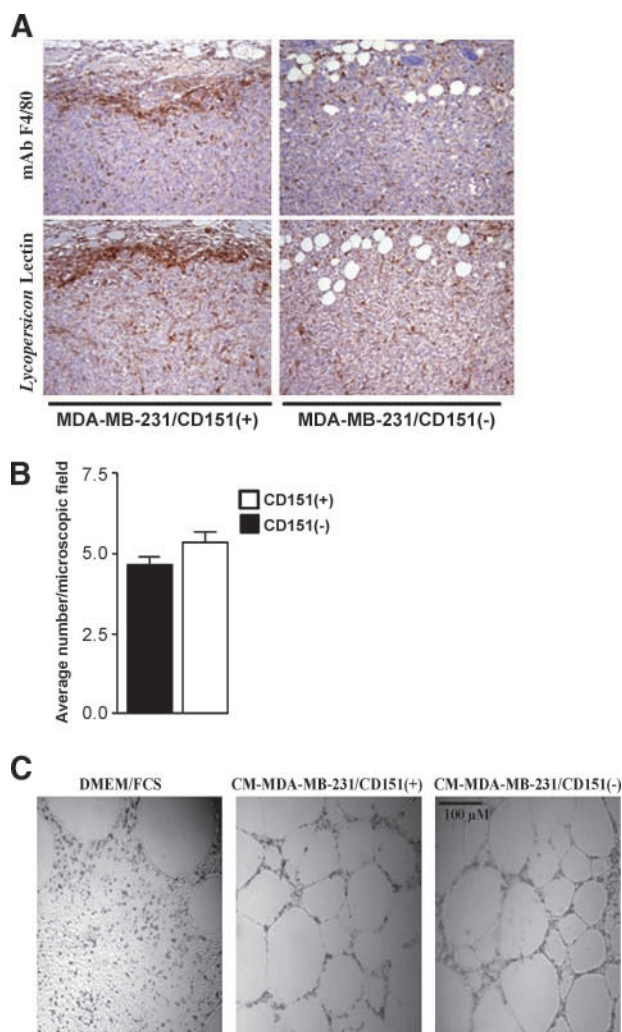 A
mAb F4/80
Lycopersicon Lectin
MDA-MB-231/CD151(+)
MDA-MB-231/CD151(-)
B
Average number/microscopic field
7.5
5.0
2.5
0.0
CD151(+)
CD151(-)
C
DMEM/FCS
CM-MDA-MB-231/CD151(+)
CM-MDA-MB-231/CD151(-)
100 µM